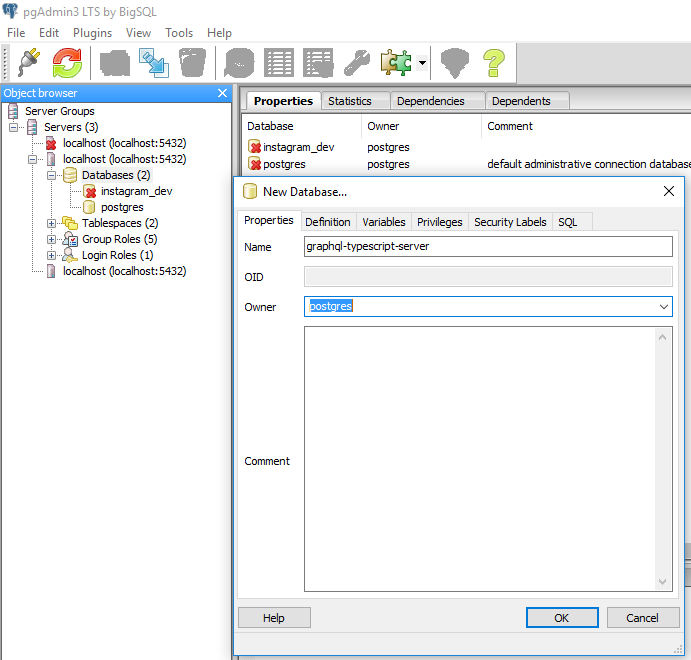 pgAdmin3 LTS by BigSQL
File Edit Plugins View Tools Help
Object browser
Server Groups
Servers (3)
localhost (localhost:5432)
localhost (localhost:5432)
Databases (2)
instagram_dev
postgres
Tablespaces (2)
Group Roles (5)
Login Roles (1)
localhost (localhost:5432)
Properties Statistics Dependencies Dependents
Database Owner Comment
instagram_dev postgres
postgres postgres default administrative connection database
New Database...
Properties Definition Variables Privileges Security Labels SQL
Name graphql-typescript-server
OID
Owner postgres
Comment
Help OK Cancel